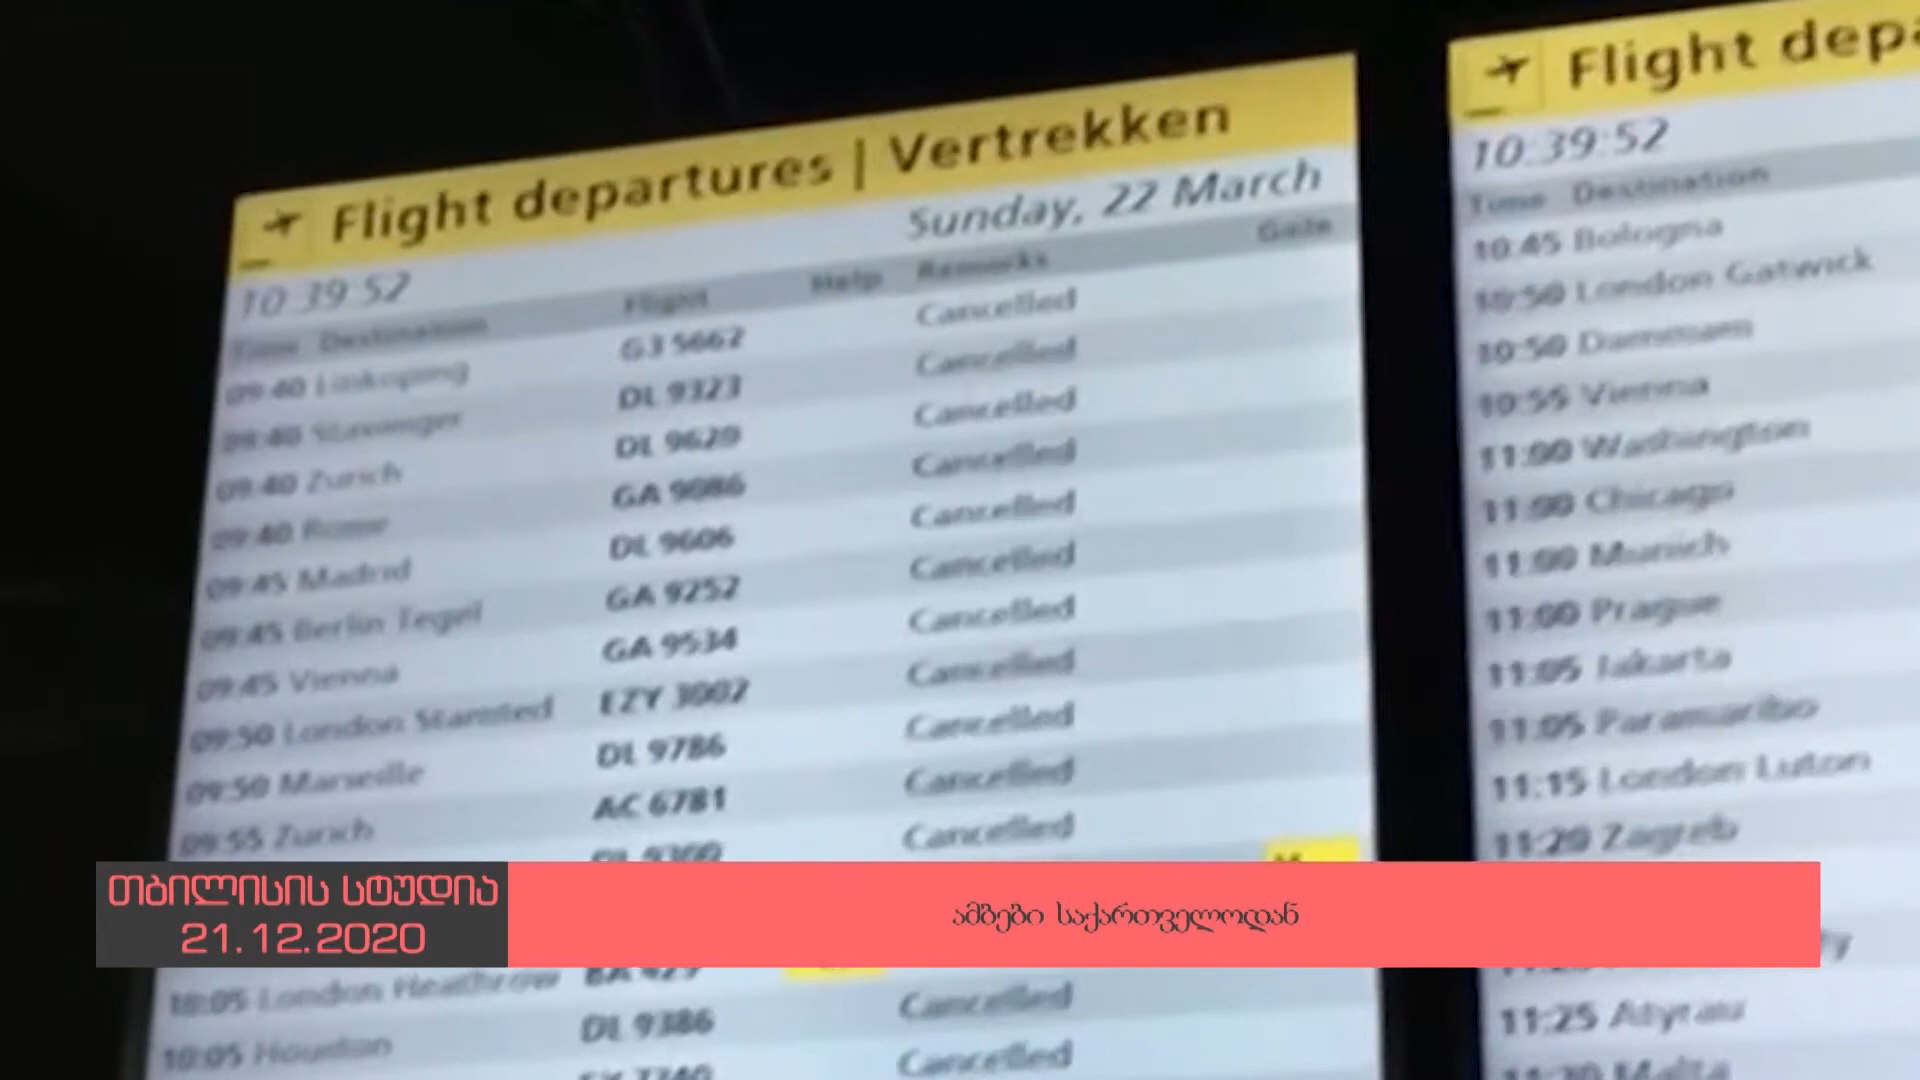 Flight departures | Vertrekken
Sunday, 22 March
10:39:52
Time Destination Flight Help Remarks Gate
09:40 Linkoping G3 5662 Cancelled
09:40 Stavanger DL 9323 Cancelled
09:40 Zurich DL 9620 Cancelled
09:40 Rome GA 9086 Cancelled
09:45 Madrid DL 9606 Cancelled
09:45 Berlin Tegel GA 9252 Cancelled
09:45 Vienna GA 9534 Cancelled
09:50 London Stansted EZY 3002 Cancelled
09:50 Marseille DL 9786 Cancelled
09:55 Zurich AC 6781 Cancelled
Cancelled
10:05 London Heathrow
10:05 Houston DL 9386 Cancelled
Cancelled
Flight
10:39:52
Time Destination
10:45 Bologna
10:50 London Gatwick
10:50 Dammam
10:55 Vienna
11:00 Washington
11:00 Chicago
11:00 Munich
11:00 Prague
11:05 Jakarta
11:05 Paramaribo
11:15 London Luton
11:20 Zagreb
11:25 Atyrau
Malta
თბილისის სტუდია
21.12.2020
ამბები საქართველოდან